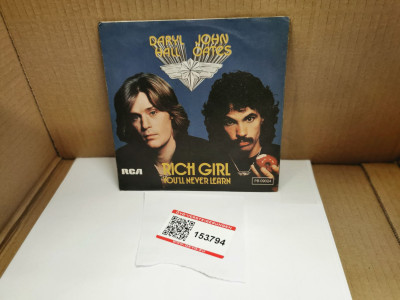 DARYL JOHN
HALL OATES
RCA
RICH GIRL
YOU'LL NEVER LEARN
153794